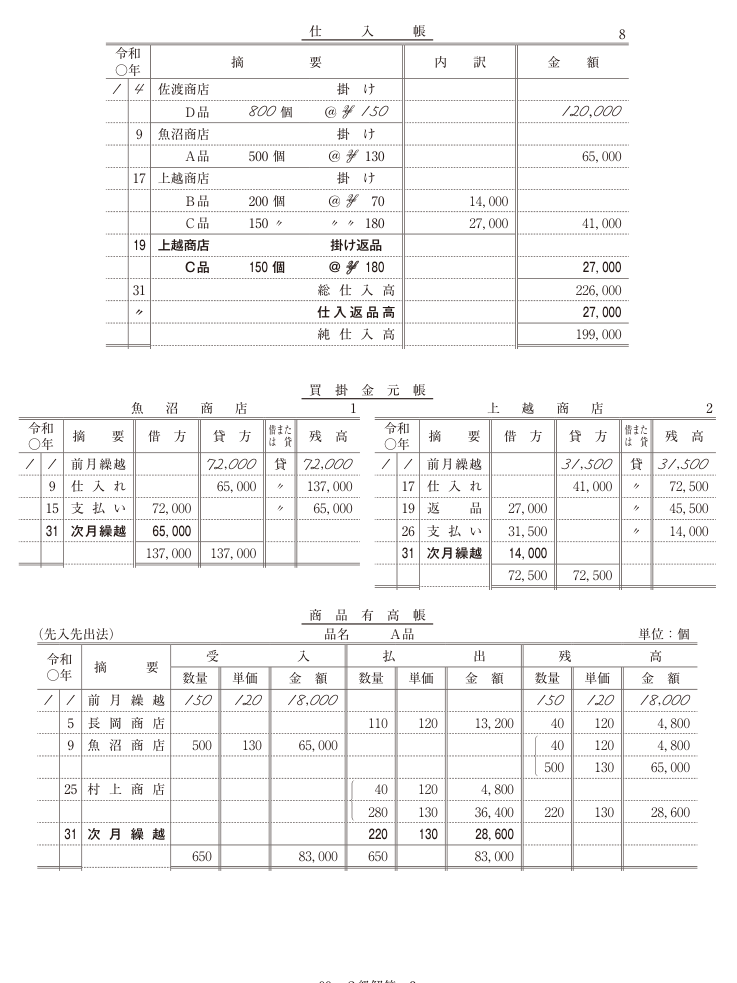 仕入帳 8
令和〇年 摘要 内訳 金額
1 4 佐渡商店 掛け
D品 800個 @¥150 120,000
9 魚沼商店 掛け
A品 500個 @¥130 65,000
17 上越商店 掛け
B品 200個 @¥70 14,000
C品 150〃 〃〃180 27,000 41,000
19 上越商店 掛け返品
C品 150個 @¥180 27,000
31 総仕入高 226,000
〃 仕入返品高 27,000
純仕入高 199,000
買掛金元帳
魚沼商店 1
令和〇年 摘要 借方 貸方 借または貸 残高
1 1 前月繰越 72,000 貸 72,000
9 仕入れ 65,000 〃 137,000
15 支払い 72,000 〃 65,000
31 次月繰越 65,000
137,000 137,000
上越商店 2
令和〇年 摘要 借方 貸方 借または貸 残高
1 1 前月繰越 31,500 貸 31,500
17 仕入れ 41,000 〃 72,500
19 返品 27,000 〃 45,500
26 支払い 31,500 〃 14,000
31 次月繰越 14,000
72,500 72,500
商品有高帳
(先入先出法) 品名 A品 単位：個
令和〇年 摘要 受入 払出 残高
数量 単価 金額 数量 単価 金額 数量 単価 金額
1 1 前月繰越 150 120 18,000 150 120 18,000
5 長岡商店 110 120 13,200 40 120 4,800
9 魚沼商店 500 130 65,000 40 120 4,800
500 130 65,000
25 村上商店 40 120 4,800
280 130 36,400 220 130 28,600
31 次月繰越 220 130 28,600
650 83,000 650 83,000